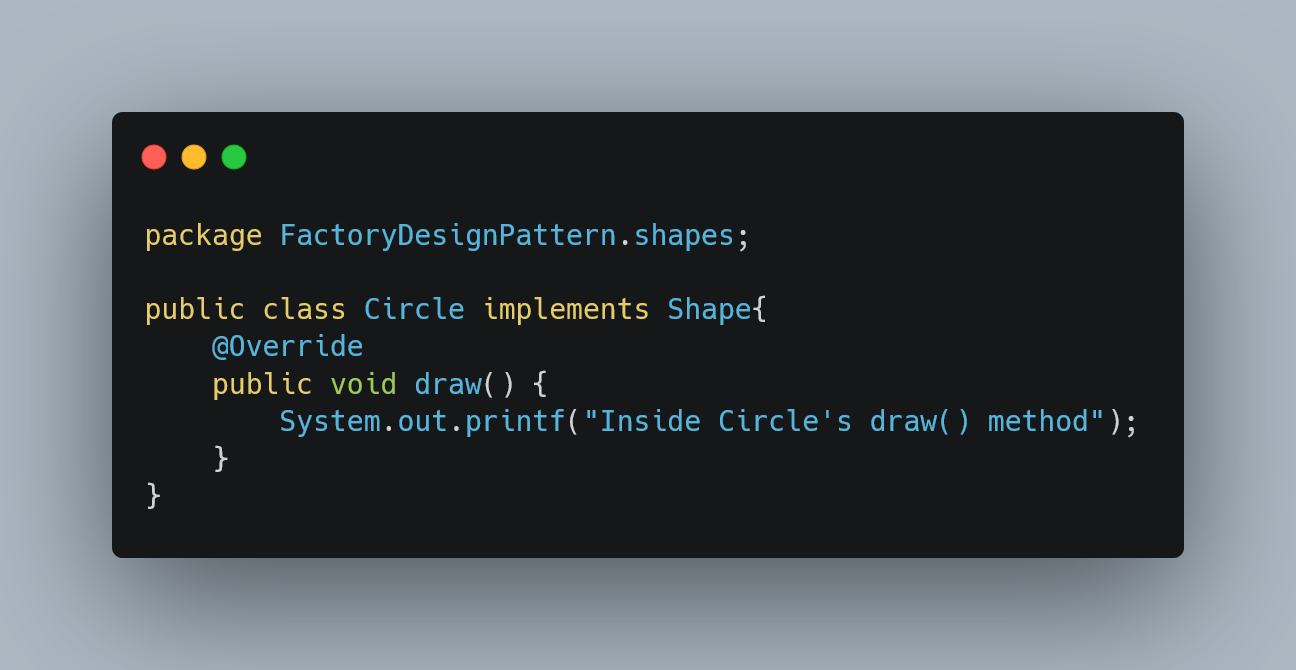 package FactoryDesignPattern.shapes;

public class Circle implements Shape{
    @Override
    public void draw() {
        System.out.printf("Inside Circle's draw() method");
    }
}